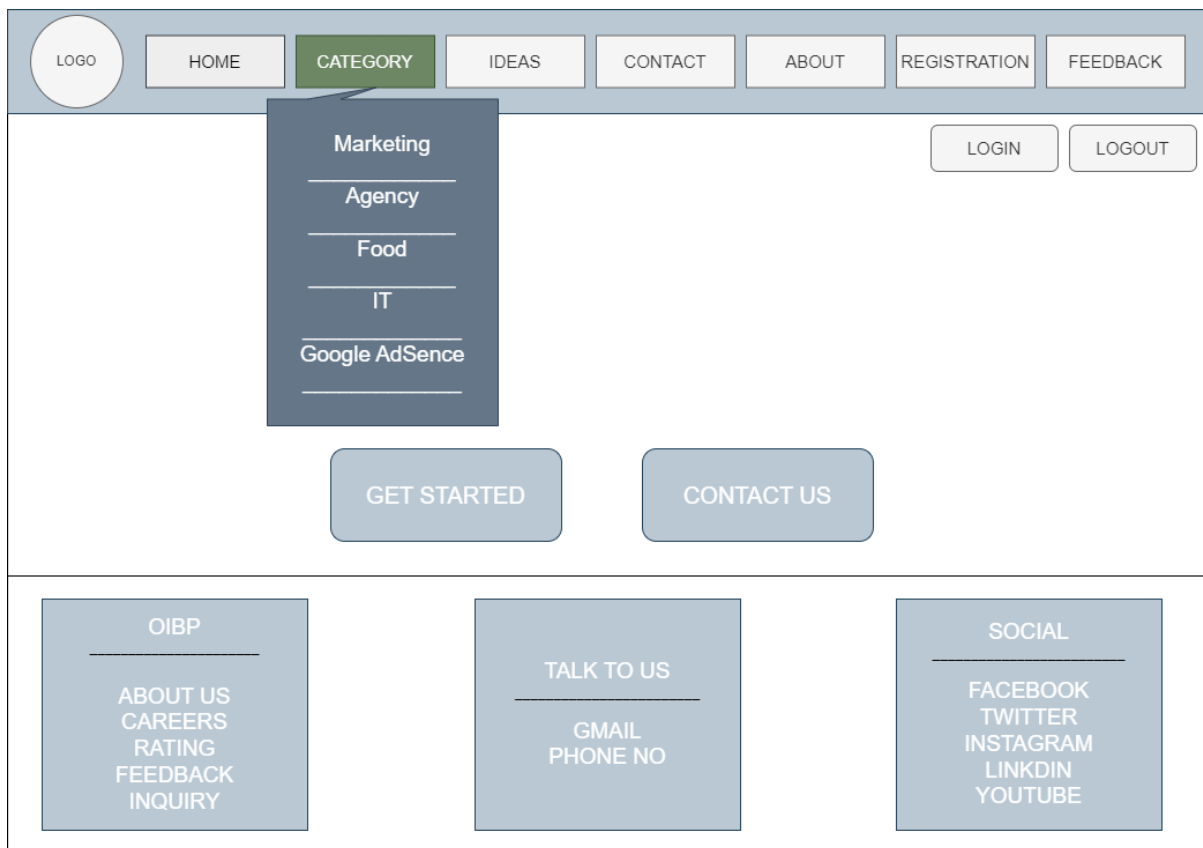 LOGO
HOME
CATEGORY
IDEAS
CONTACT
ABOUT
REGISTRATION
FEEDBACK
LOGIN
LOGOUT
Marketing
Agency
Food
IT
Google AdSence
GET STARTED
CONTACT US
OIBP
ABOUT US
CAREERS
RATING
FEEDBACK
INQUIRY
TALK TO US
GMAIL
PHONE NO
SOCIAL
FACEBOOK
TWITTER
INSTAGRAM
LINKDIN
YOUTUBE